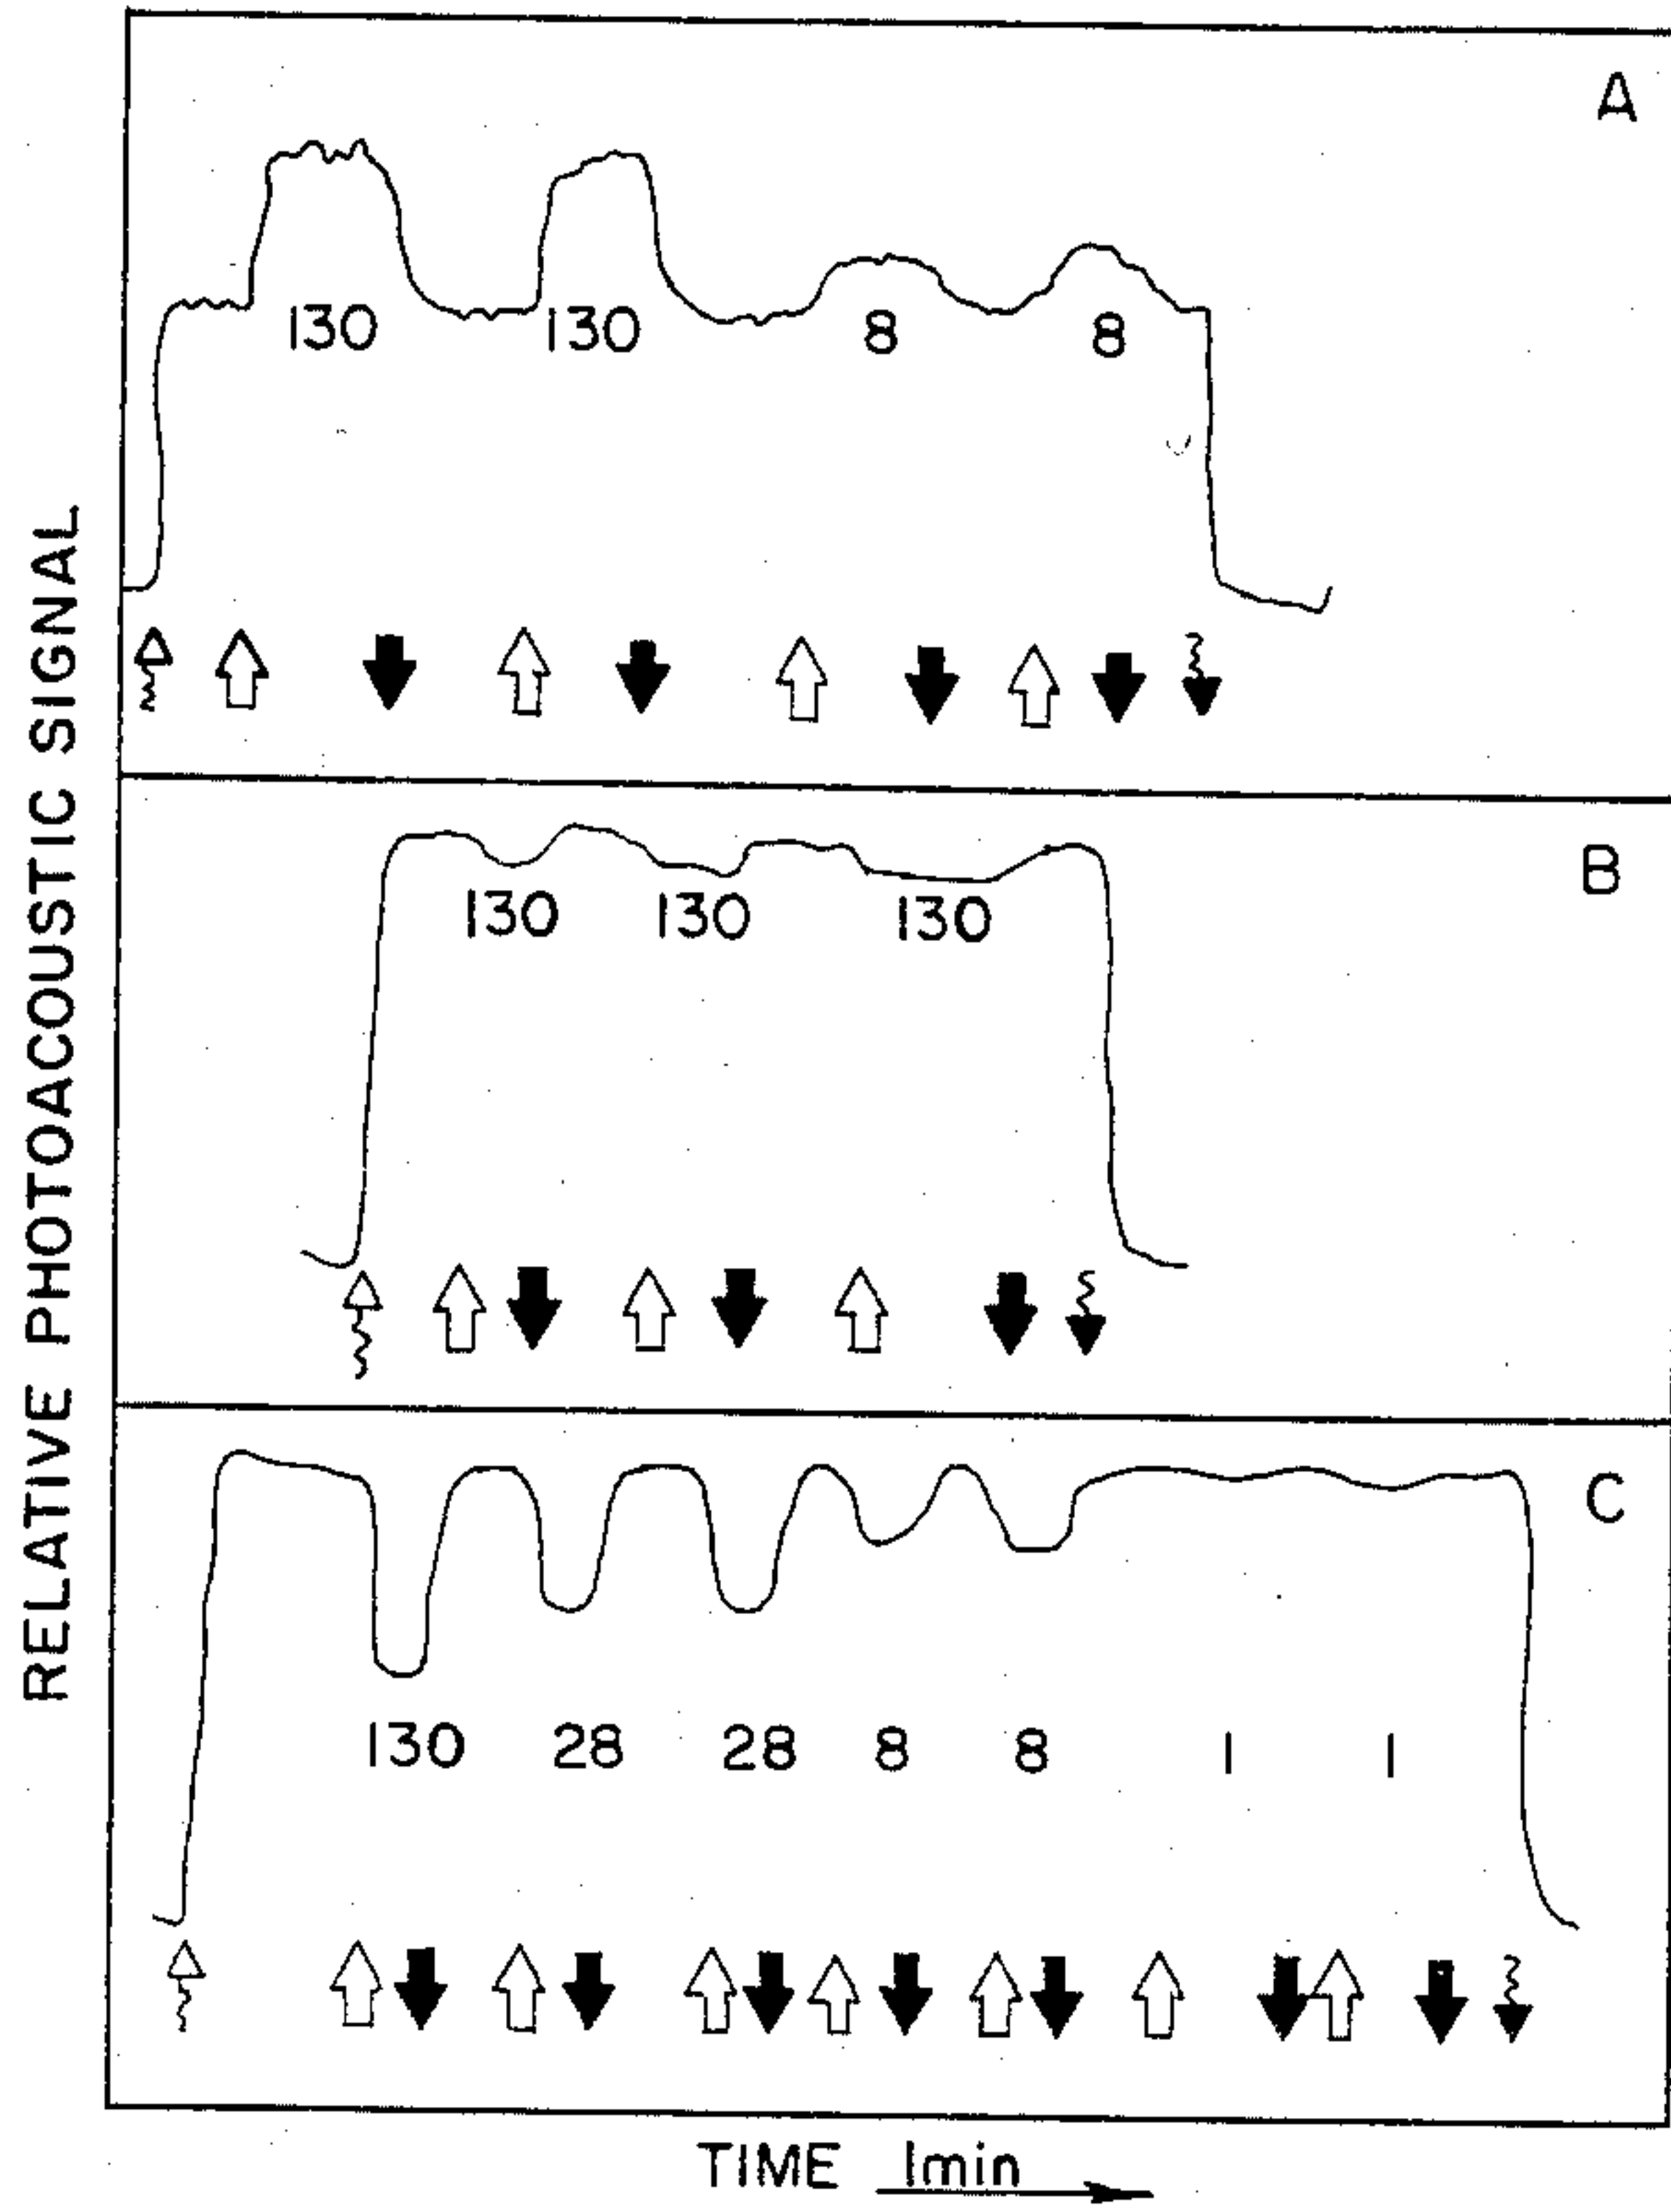 RELATIVE PHOTOACOUSTIC SIGNAL
A
130 130 8 8
B
130 130 130
C
130 28 28 8 8 1 1
TIME 1min